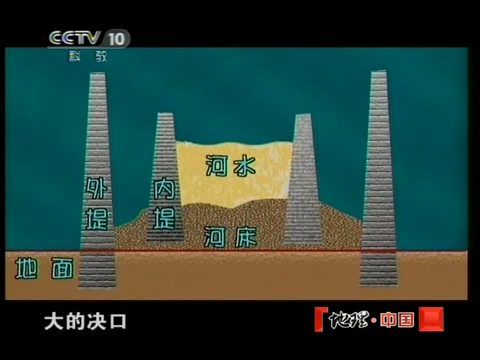 CCTV 10
科教
河水
外堤
内堤
河床
地面
大的决口
地理·中国